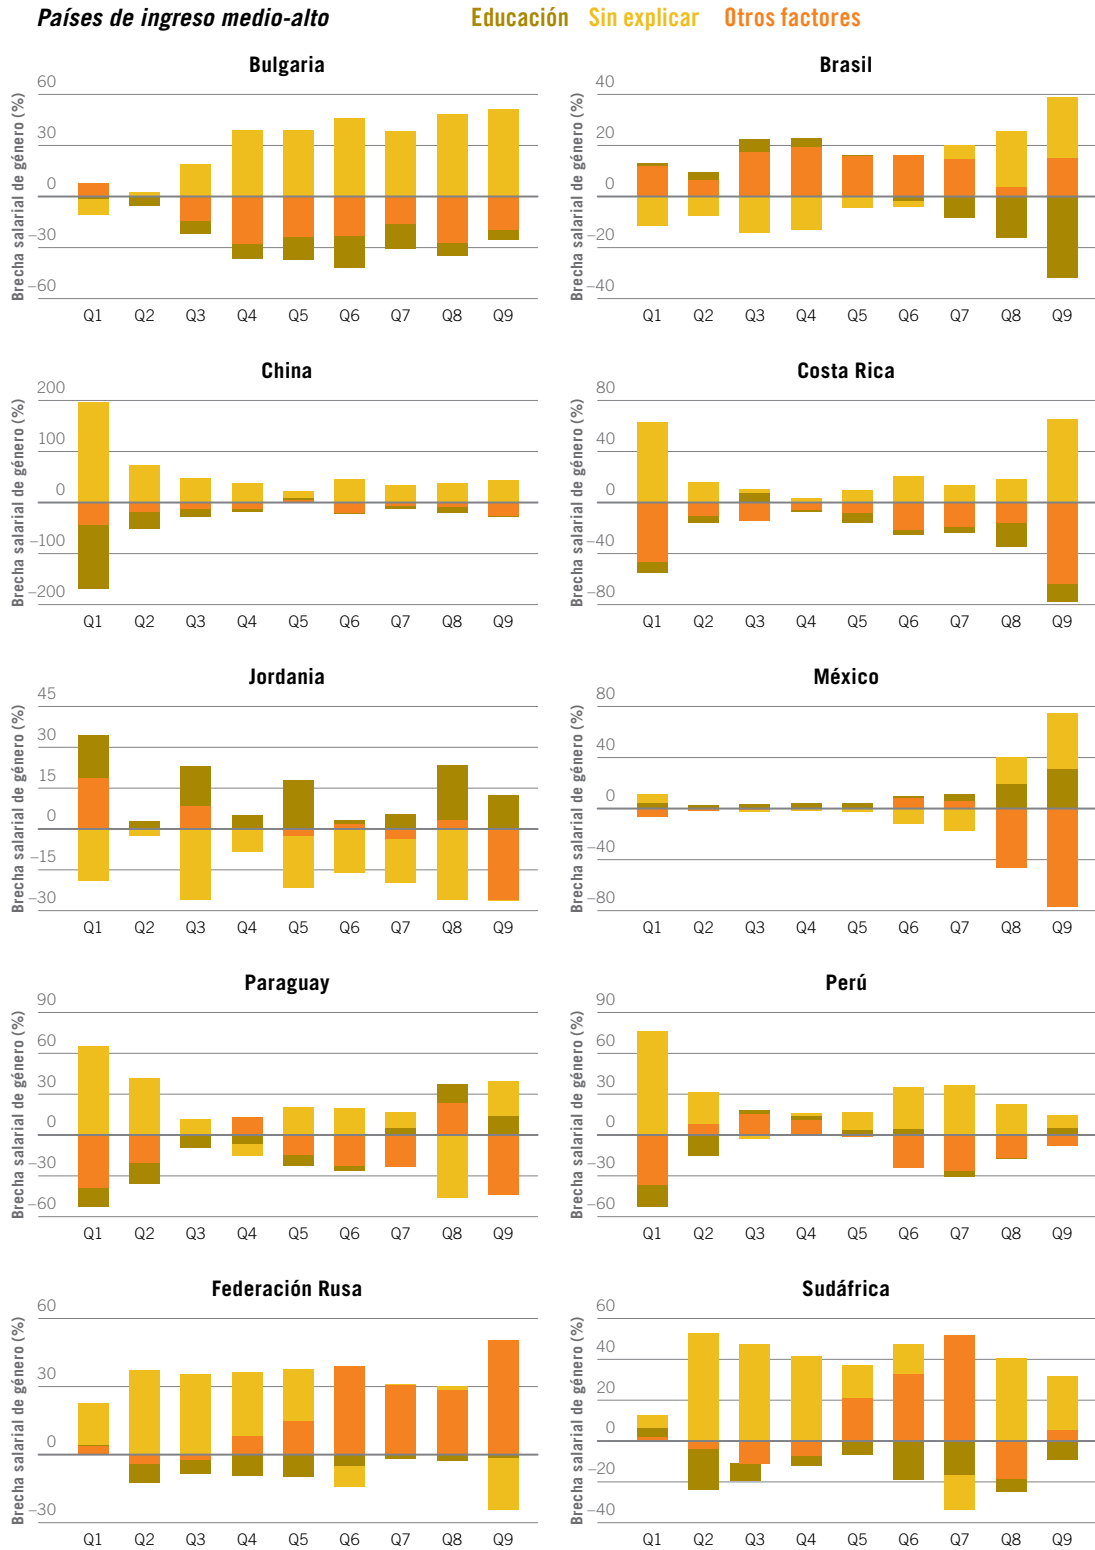 Países de ingreso medio-alto Educación Sin explicar Otros factores
Bulgaria
Brecha salarial de género (%)
60
30
0
–30
–60
Q1 Q2 Q3 Q4 Q5 Q6 Q7 Q8 Q9
Brasil
Brecha salarial de género (%)
40
20
0
–20
–40
Q1 Q2 Q3 Q4 Q5 Q6 Q7 Q8 Q9
China
Brecha salarial de género (%)
200
100
0
–100
–200
Q1 Q2 Q3 Q4 Q5 Q6 Q7 Q8 Q9
Costa Rica
Brecha salarial de género (%)
80
40
0
–40
–80
Q1 Q2 Q3 Q4 Q5 Q6 Q7 Q8 Q9
Jordania
Brecha salarial de género (%)
45
30
15
0
–15
–30
Q1 Q2 Q3 Q4 Q5 Q6 Q7 Q8 Q9
México
Brecha salarial de género (%)
80
40
0
–40
–80
Q1 Q2 Q3 Q4 Q5 Q6 Q7 Q8 Q9
Paraguay
Brecha salarial de género (%)
90
60
30
0
–30
–60
Q1 Q2 Q3 Q4 Q5 Q6 Q7 Q8 Q9
Perú
Brecha salarial de género (%)
90
60
30
0
–30
–60
Q1 Q2 Q3 Q4 Q5 Q6 Q7 Q8 Q9
Federación Rusa
Brecha salarial de género (%)
60
30
0
–30
Q1 Q2 Q3 Q4 Q5 Q6 Q7 Q8 Q9
Sudáfrica
Brecha salarial de género (%)
60
40
20
0
–20
–40
Q1 Q2 Q3 Q4 Q5 Q6 Q7 Q8 Q9